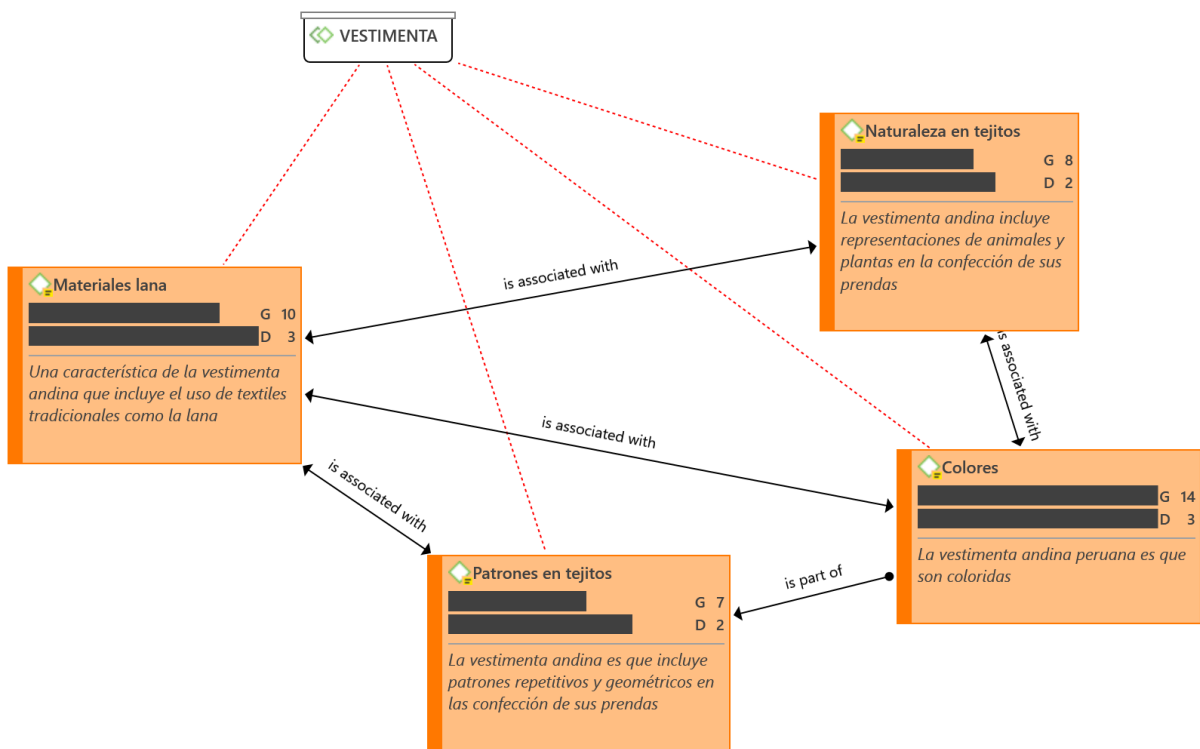 VESTIMENTA
Naturaleza en tejitos
G 8
D 2
La vestimenta andina incluye
representaciones de animales y
plantas en la confección de sus
prendas
is associated with
Materiales lana
G 10
D 3
Una característica de la vestimenta
andina que incluye el uso de textiles
tradicionales como la lana
is associated with
is associated with
is associated with
Colores
G 14
D 3
La vestimenta andina peruana es que
son coloridas
is part of
Patrones en tejitos
G 7
D 2
La vestimenta andina es que incluye
patrones repetitivos y geométricos en
las confección de sus prendas